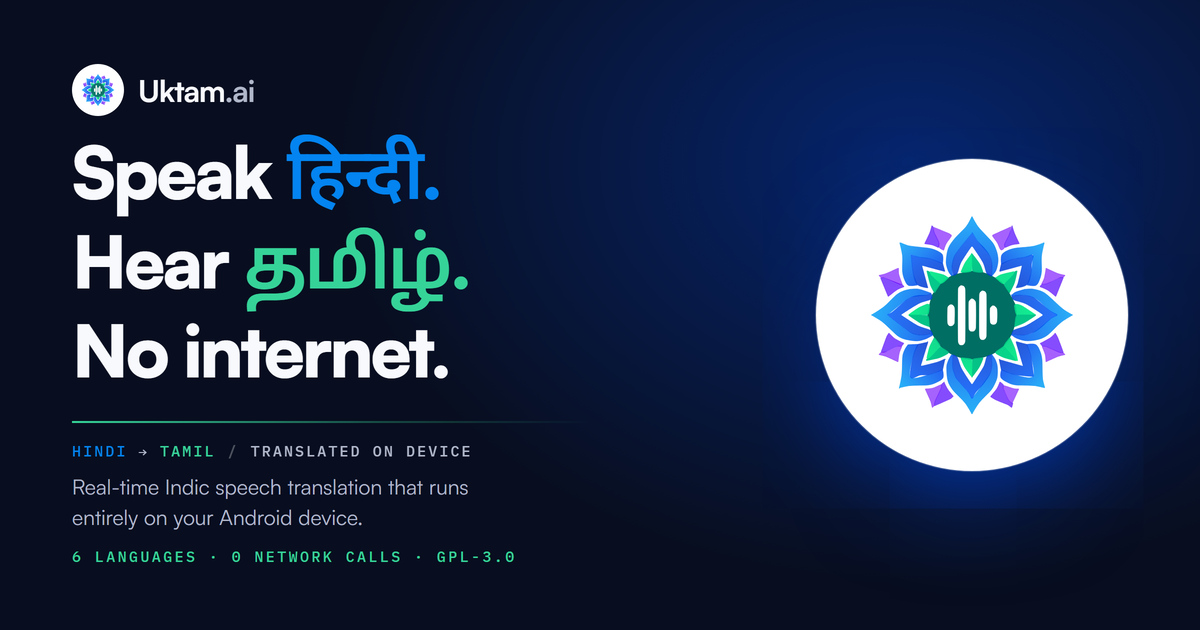 Uktam.ai
Speak हिन्दी.
Hear தமிழ்.
No internet.
HINDI → TAMIL / TRANSLATED ON DEVICE
Real-time Indic speech translation that runs
entirely on your Android device.
6 LANGUAGES · 0 NETWORK CALLS · GPL-3.0